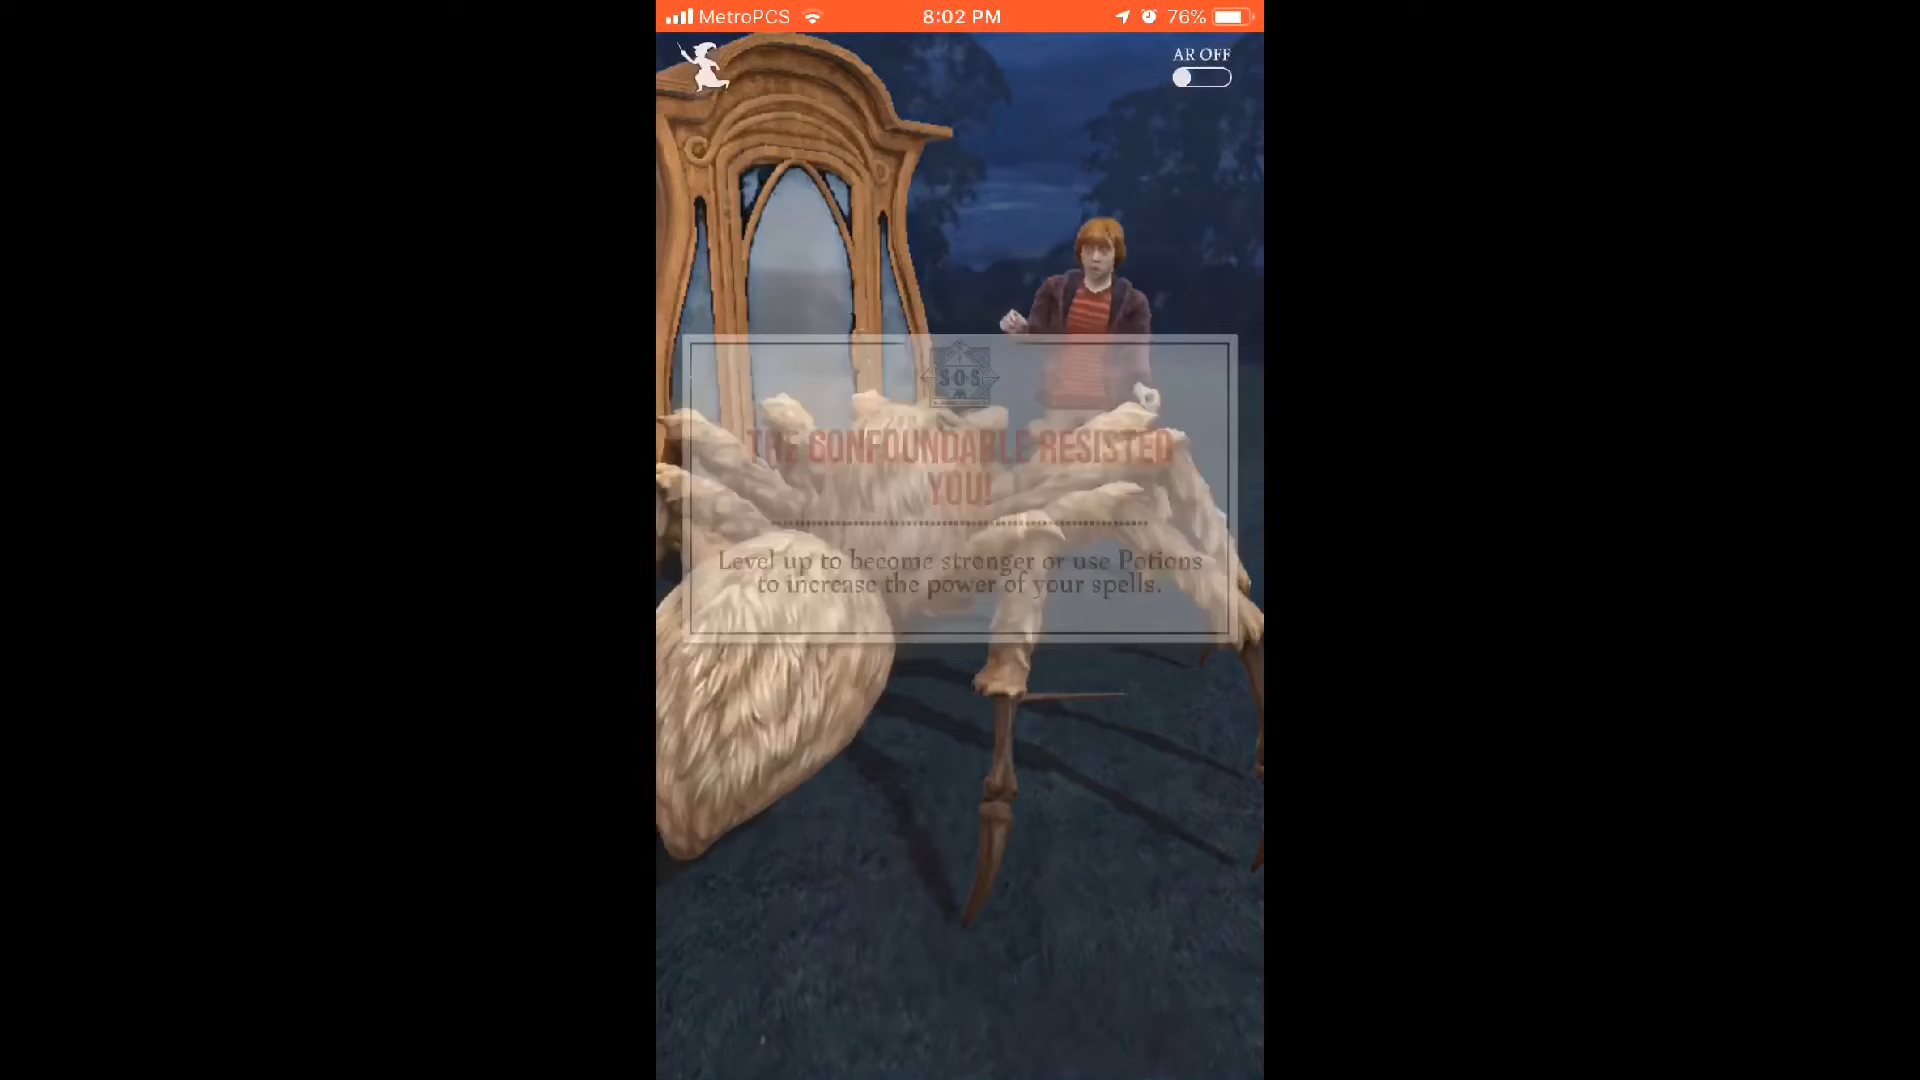 MetroPCS 8:02 PM 76%
AR OFF
S.O.S
THE CONFOUNDABLE RESISTED
YOU!
Level up to become stronger or use Potions
to increase the power of your spells.